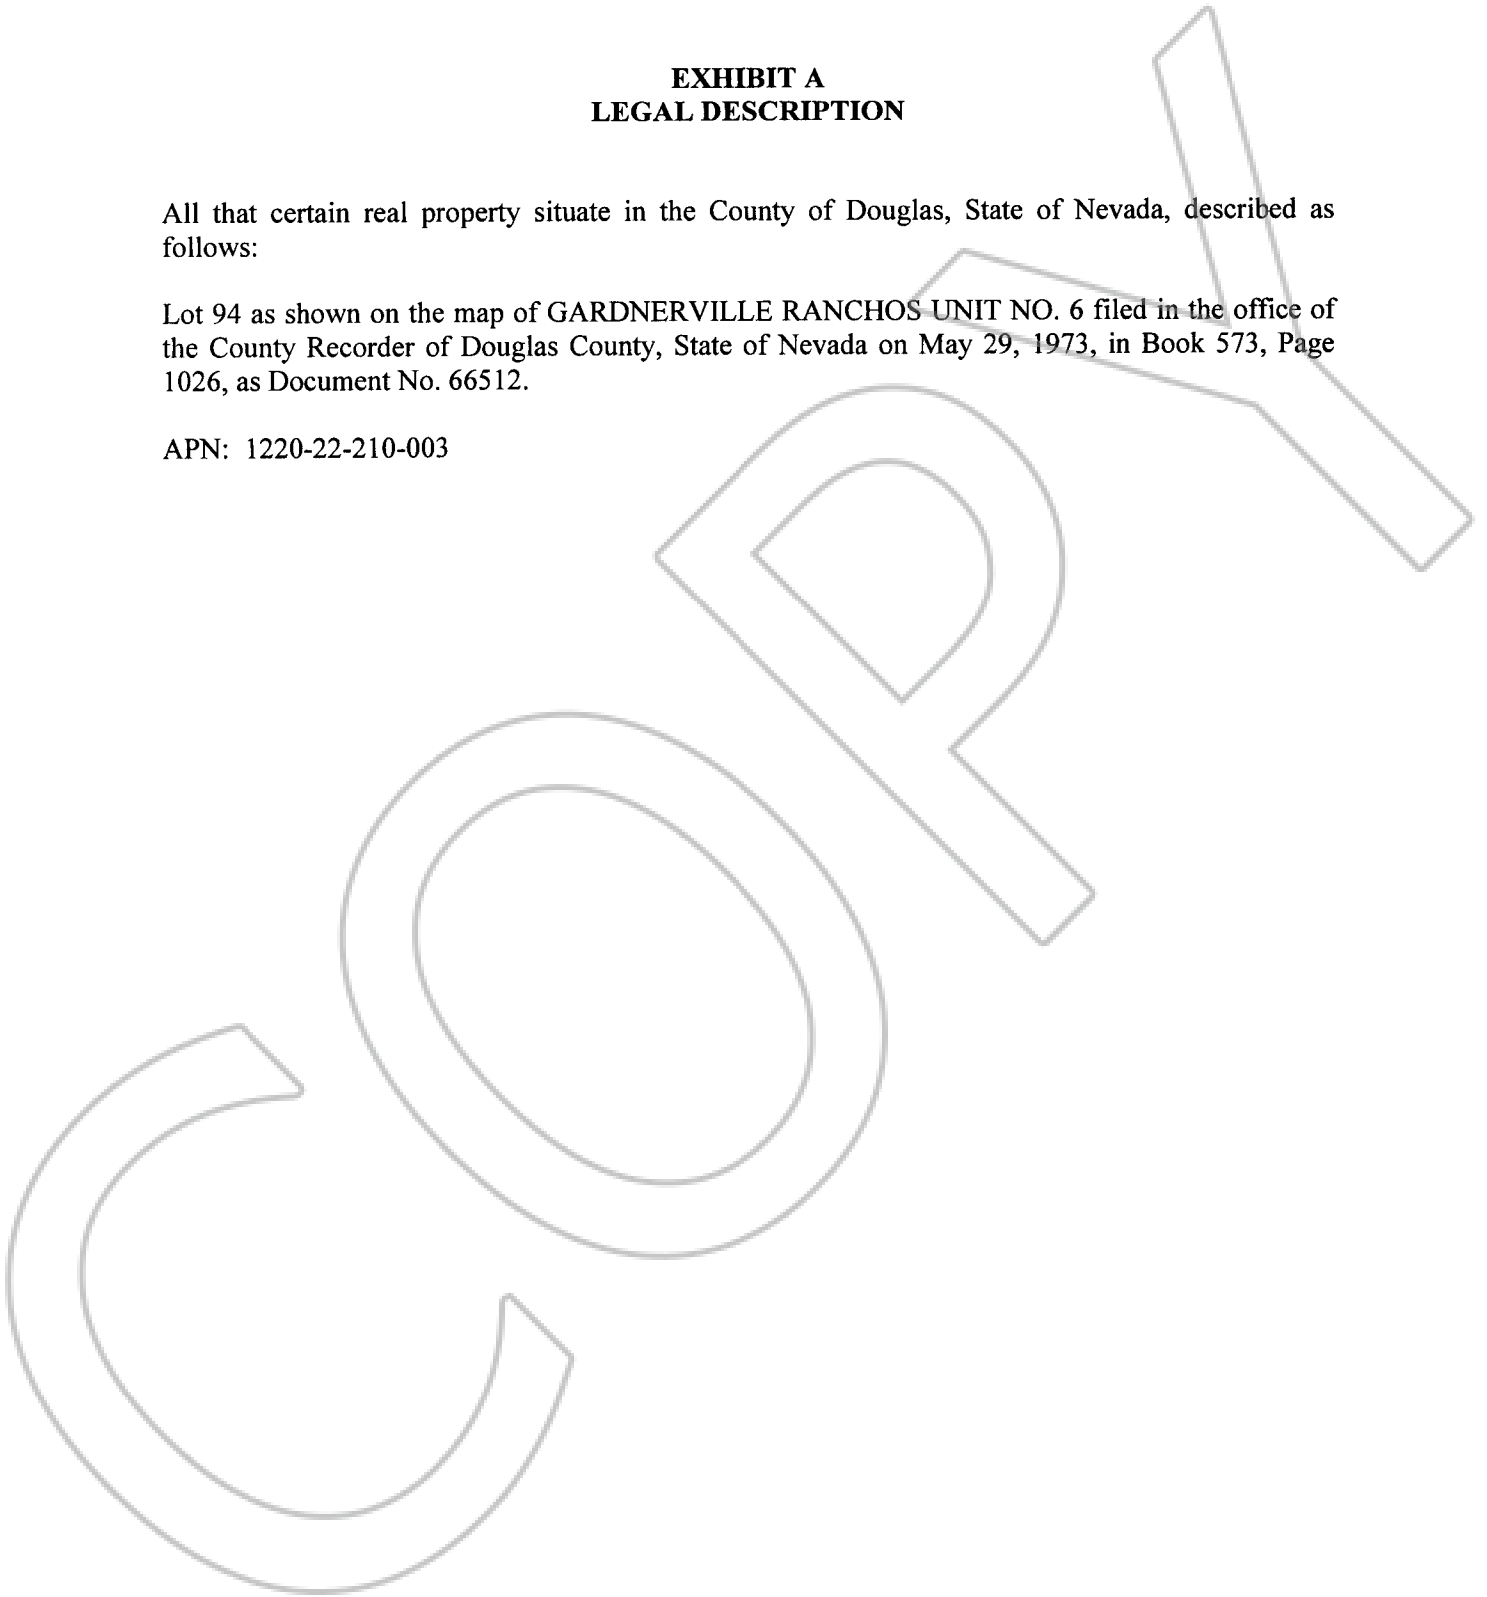 EXHIBIT A
LEGAL DESCRIPTION
All that certain real property situate in the County of Douglas, State of Nevada, described as
follows:
Lot 94 as shown on the map of GARDNERVILLE RANCHOS UNIT NO. 6 filed in the office of
the County Recorder of Douglas County, State of Nevada on May 29, 1973, in Book 573, Page
1026, as Document No. 66512.
APN: 1220-22-210-003
COPY